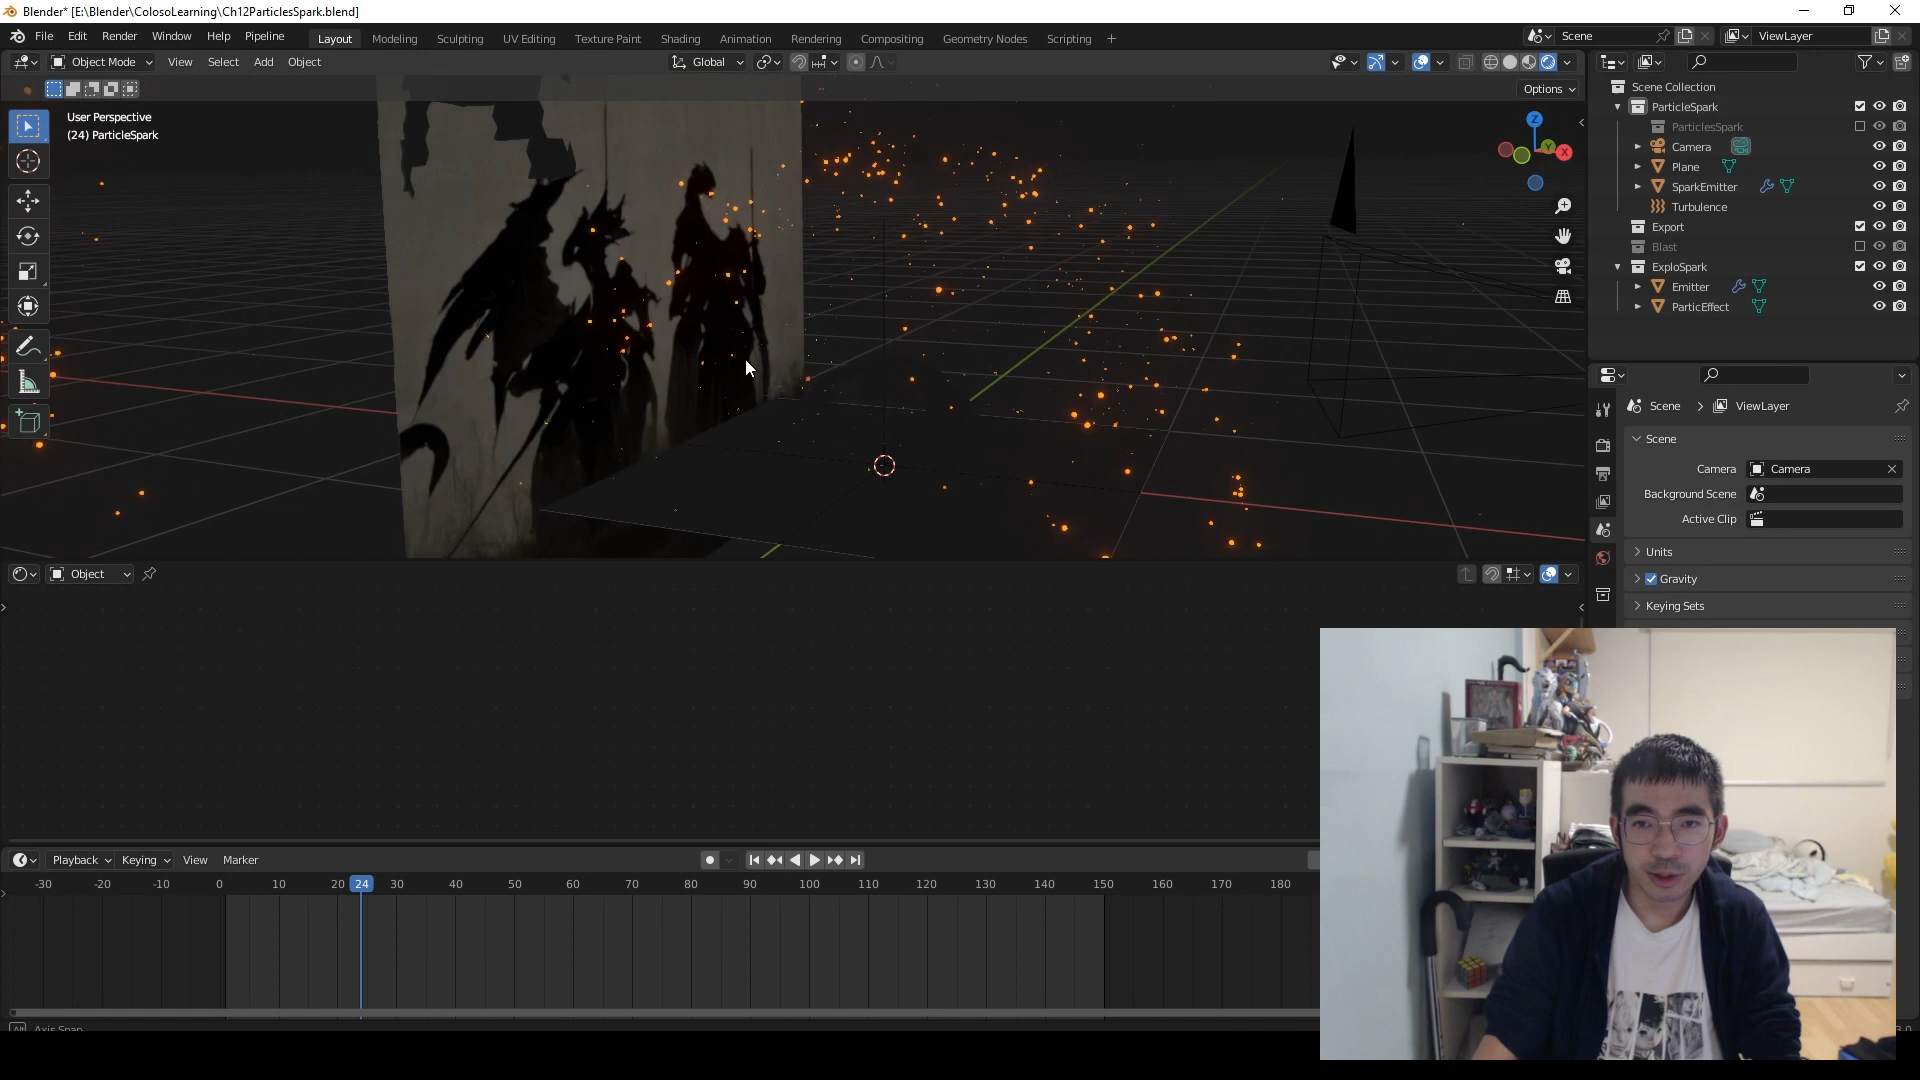 Blender* [E:\Blender\ColosoLearning\Ch12ParticlesSpark.blend]
File Edit Render Window Help Pipeline Layout Modeling Sculpting UV Editing Texture Paint Shading Animation Rendering Compositing Geometry Nodes Scripting + Scene ViewLayer
Object Mode View Select Add Object Global
Options
User Perspective
(24) ParticleSpark
Z
Y
X
Scene Collection
ParticleSpark
ParticlesSpark
Camera
Plane
SparkEmitter
Turbulence
Export
Blast
ExploSpark
Emitter
ParticEffect
Scene > ViewLayer
Scene
Camera Camera
Background Scene
Active Clip
Units
Gravity
Keying Sets
Object
Playback Keying View Marker
-30 -20 -10 0 10 20 24 30 40 50 60 70 80 90 100 110 120 130 140 150 160 170 180
Axis Snap